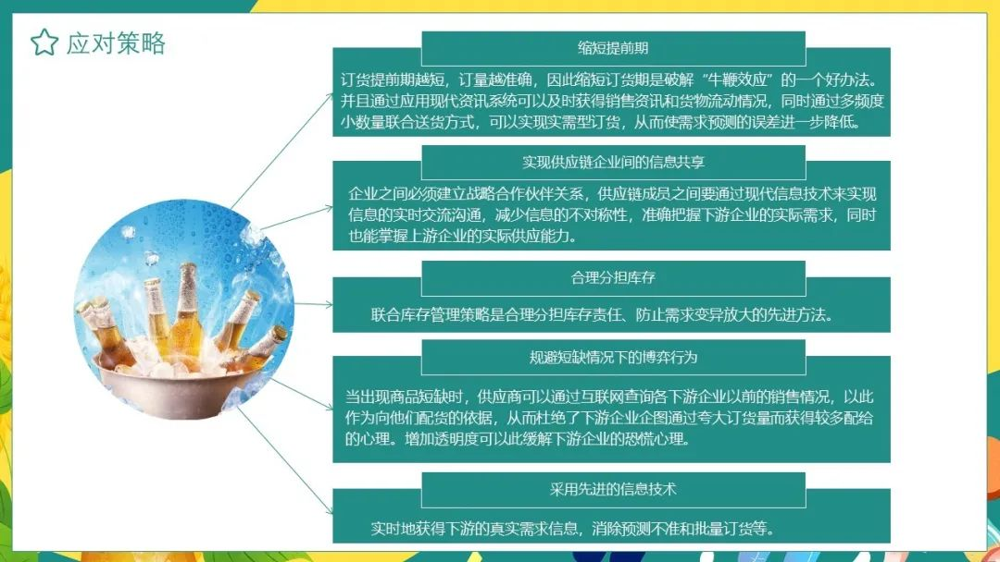 应对策略
缩短提前期
订货提前期越短，订量越准确，因此缩短订货期是破解“牛鞭效应”的一个好办法。
并且通过应用现代资讯系统可以及时获得销售资讯和货物流动情况，同时通过多频度
小数量联合送货方式，可以实现实需型订货，从而使需求预测的误差进一步降低。
实现供应链企业间的信息共享
企业之间必须建立战略合作伙伴关系，供应链成员之间要通过现代信息技术来实现
信息的实时交流沟通，减少信息的不对称性，准确把握下游企业的实际需求，同时
也能掌握上游企业的实际供应能力。
合理分担库存
联合库存管理策略是合理分担库存责任、防止需求变异放大的先进方法。
规避短缺情况下的博弈行为
当出现商品短缺时，供应商可以通过互联网查询各下游企业以前的销售情况，以此
作为向他们配货的依据，从而杜绝了下游企业企图通过夸大订货量而获得较多配给
的心理。增加透明度可以此缓解下游企业的恐慌心理。
采用先进的信息技术
实时地获得下游的真实需求信息，消除预测不准和批量订货等。